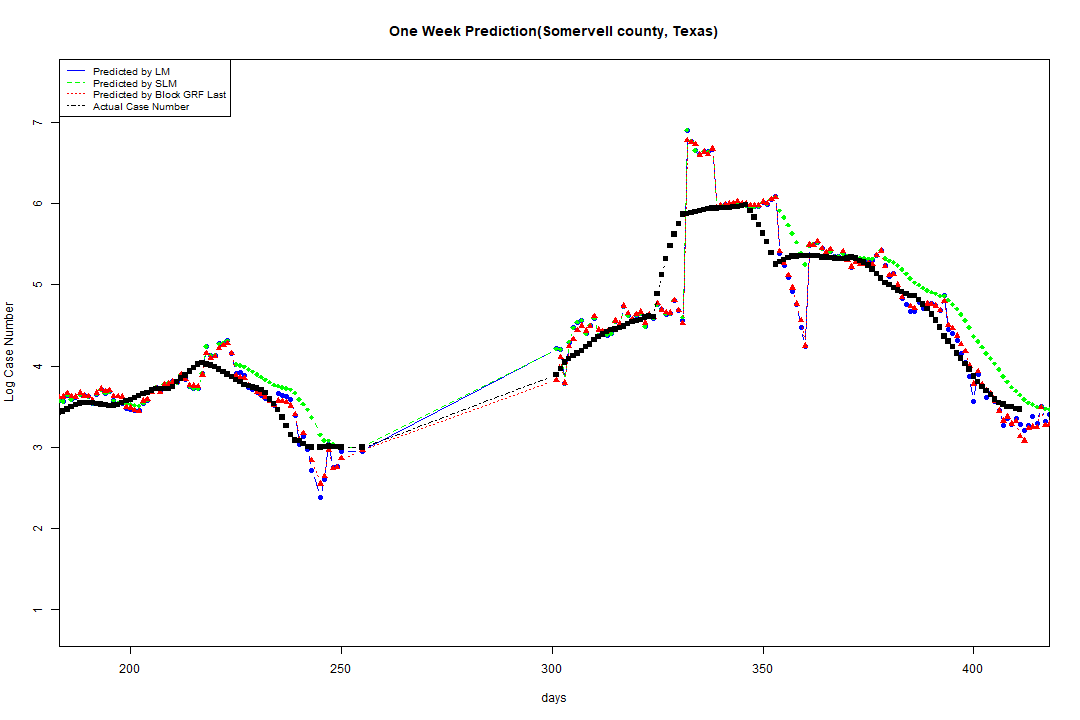 One Week Prediction(Somervell county, Texas)
Predicted by LM
Predicted by SLM
Predicted by Block GRF Last
Actual Case Number
7
6
5
4
3
2
1
Log Case Number
200 250 300 350 400
days